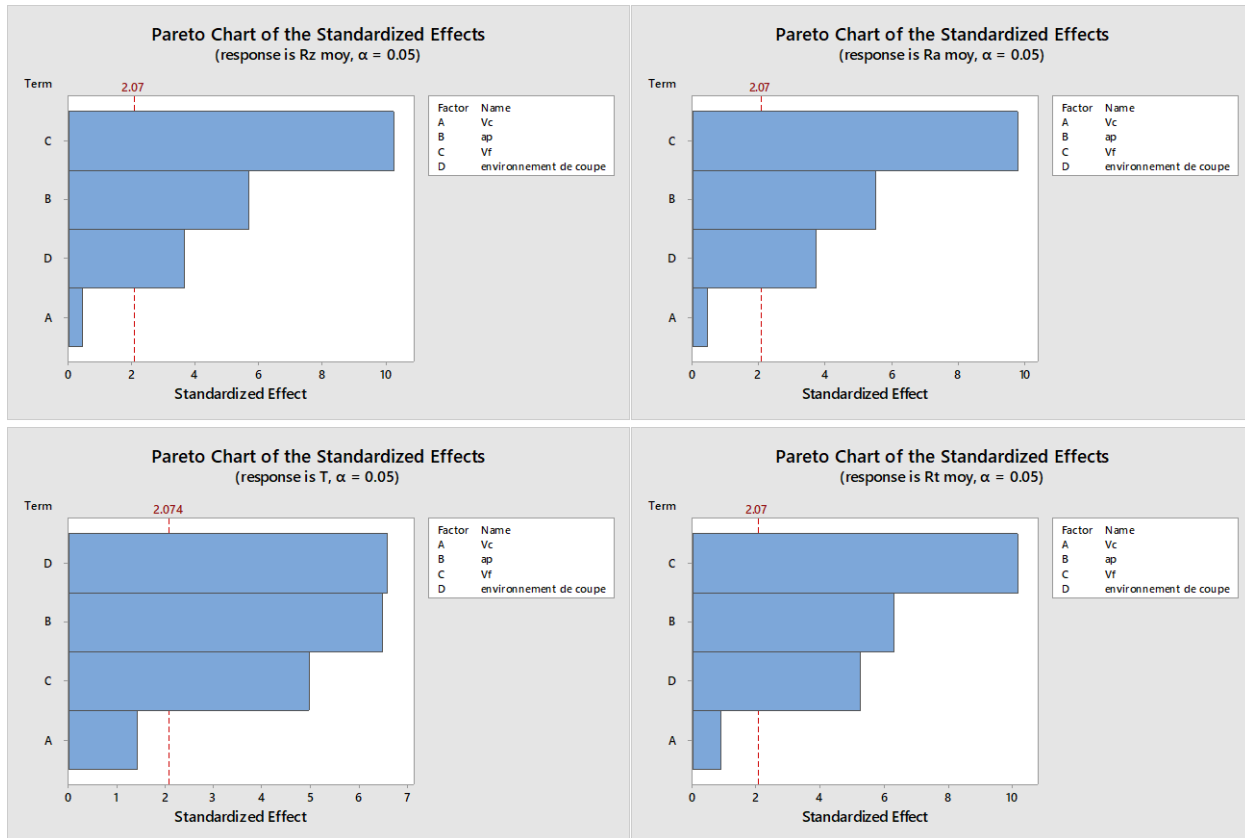 Pareto Chart of the Standardized Effects
(response is Rz moy, α = 0.05)
Term
2.07
Factor Name
A Vc
B ap
C Vf
D environnement de coupe
C
B
D
A
0 2 4 6 8 10
Standardized Effect
Pareto Chart of the Standardized Effects
(response is Ra moy, α = 0.05)
Term
2.07
Factor Name
A Vc
B ap
C Vf
D environnement de coupe
C
B
D
A
0 2 4 6 8 10
Standardized Effect
Pareto Chart of the Standardized Effects
(response is T, α = 0.05)
Term
2.074
Factor Name
A Vc
B ap
C Vf
D environnement de coupe
D
B
C
A
0 1 2 3 4 5 6 7
Standardized Effect
Pareto Chart of the Standardized Effects
(response is Rt moy, α = 0.05)
Term
2.07
Factor Name
A Vc
B ap
C Vf
D environnement de coupe
C
B
D
A
0 2 4 6 8 10
Standardized Effect